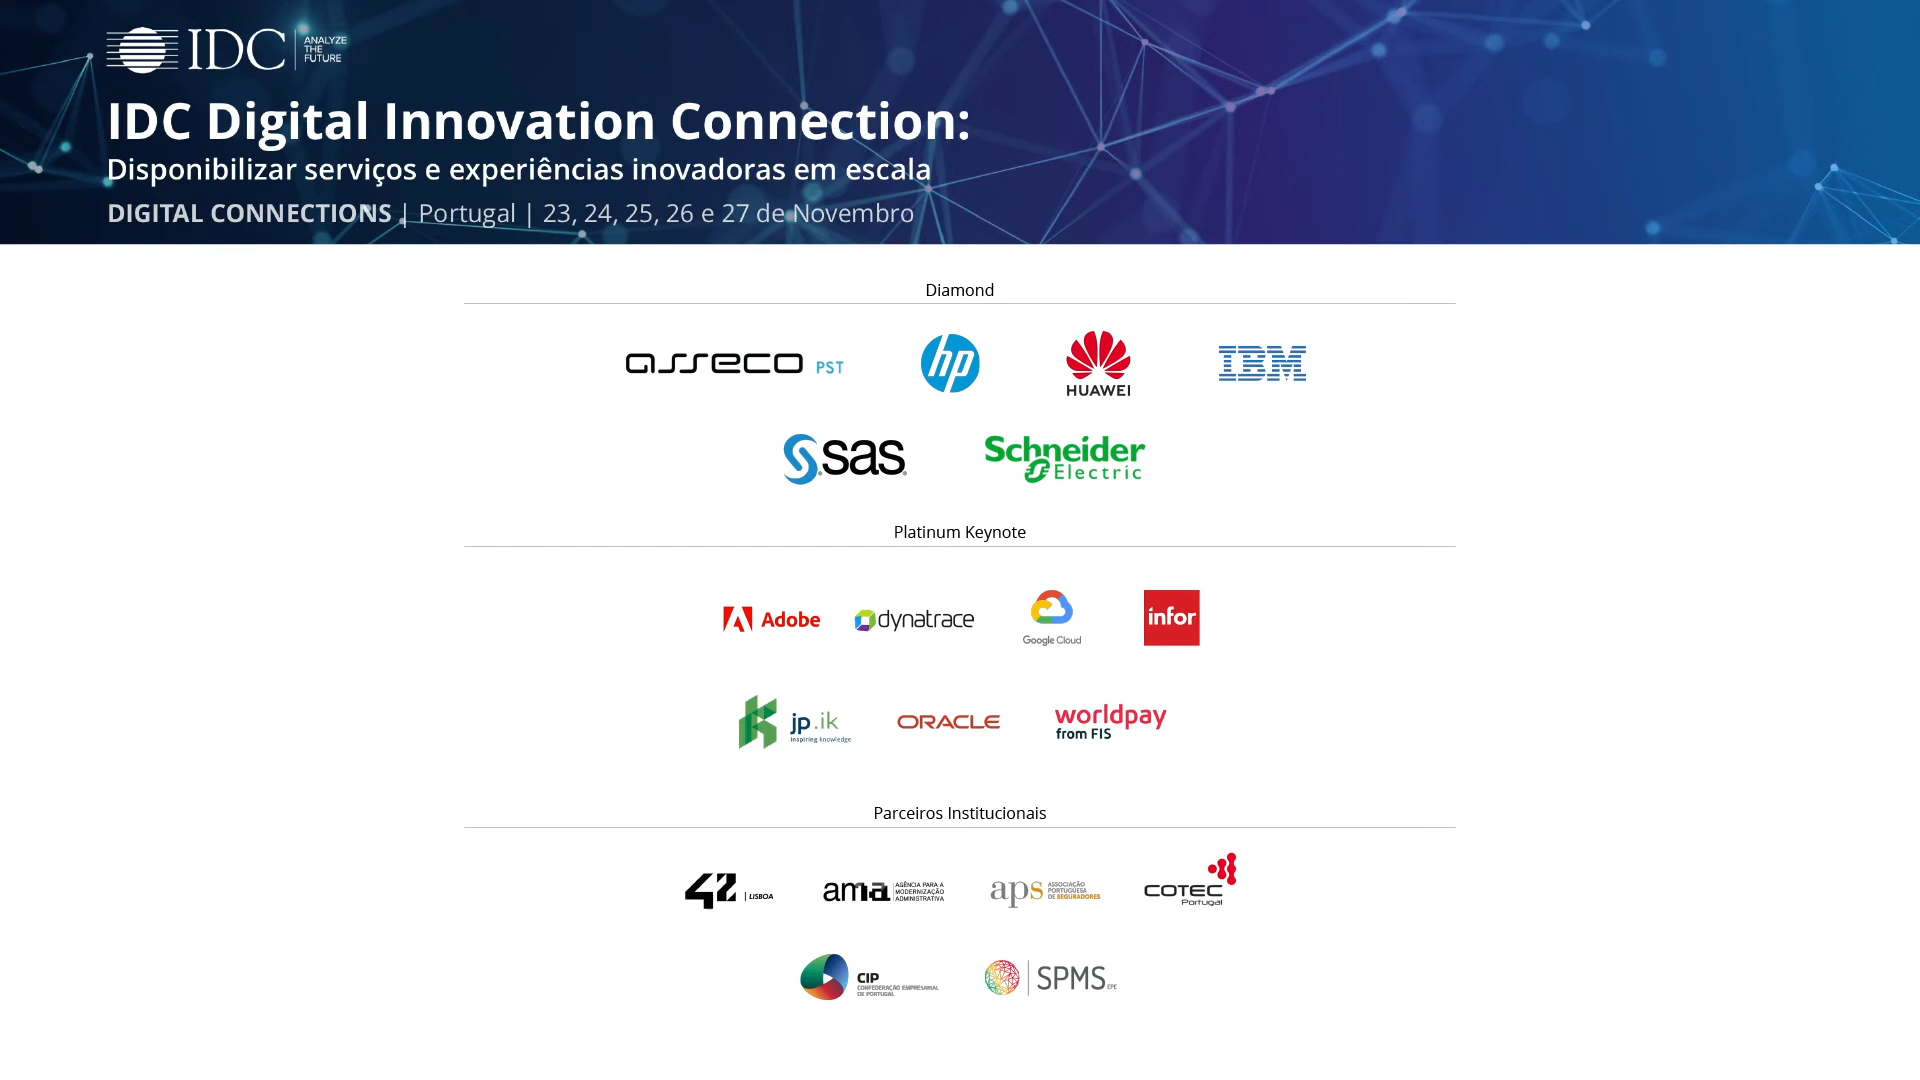 IDC ANALYZE
THE
FUTURE
IDC Digital Innovation Connection:
Disponibilizar serviços e experiências inovadoras em escala
DIGITAL CONNECTIONS | Portugal | 23, 24, 25, 26 e 27 de Novembro
Diamond
asseco PST
hp
HUAWEI
IBM
sas
Schneider
Electric
Platinum Keynote
Adobe
dynatrace
Google Cloud
infor
jp.ik
inspiring knowledge
ORACLE
worldpay
from FIS
Parceiros Institucionais
42 | LISBOA
ama AGÊNCIA PARA A
MODERNIZAÇÃO
ADMINISTRATIVA
aps ASSOCIAÇÃO
PORTUGUESA
DE SEGURADORES
COTEC
Portugal
CIP
CONFEDERAÇÃO EMPRESARIAL
DE PORTUGAL
SPMS EPE